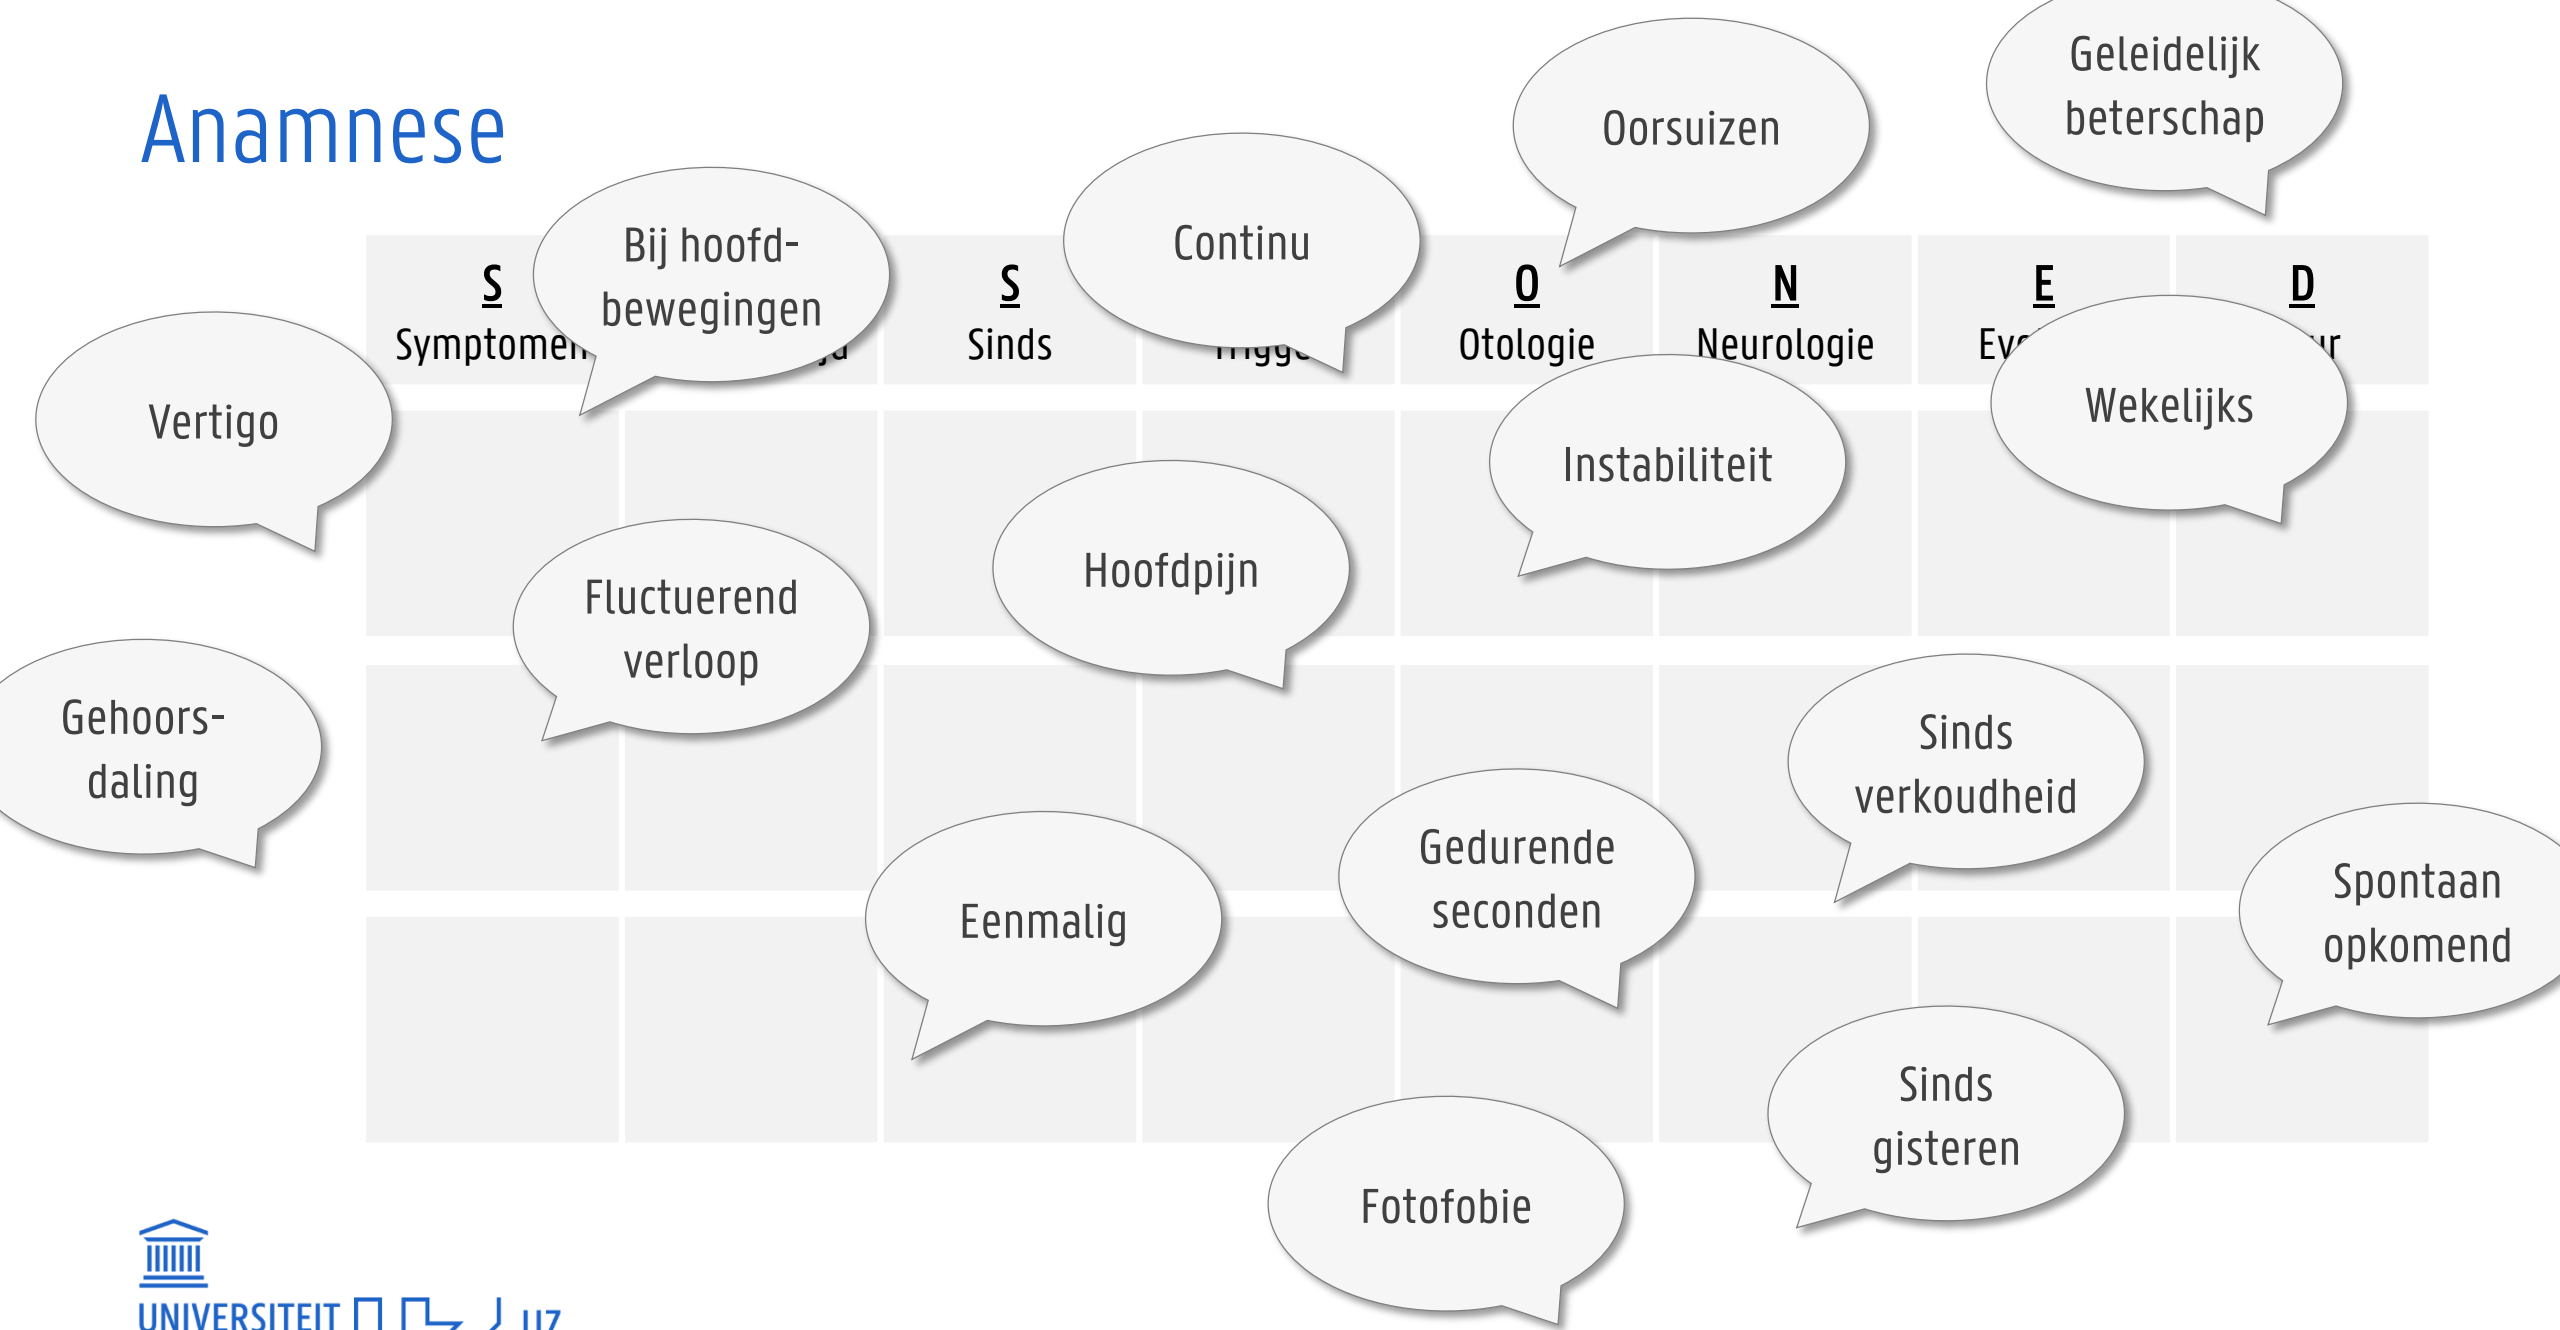 Anamnese
Geleidelijk
beterschap
Oorsuizen
Continu
Bij hoofd-
bewegingen
S
S
O
N
E
D
Symptomen
Sinds
Otologie
Neurologie
Vertigo
Wekelijks
Instabiliteit
Hoofdpijn
Fluctuerend
verloop
Gehoors-
daling
Sinds
verkoudheid
Gedurende
seconden
Eenmalig
Spontaan
opkomend
Sinds
gisteren
Fotofobie
UNIVERSITEIT